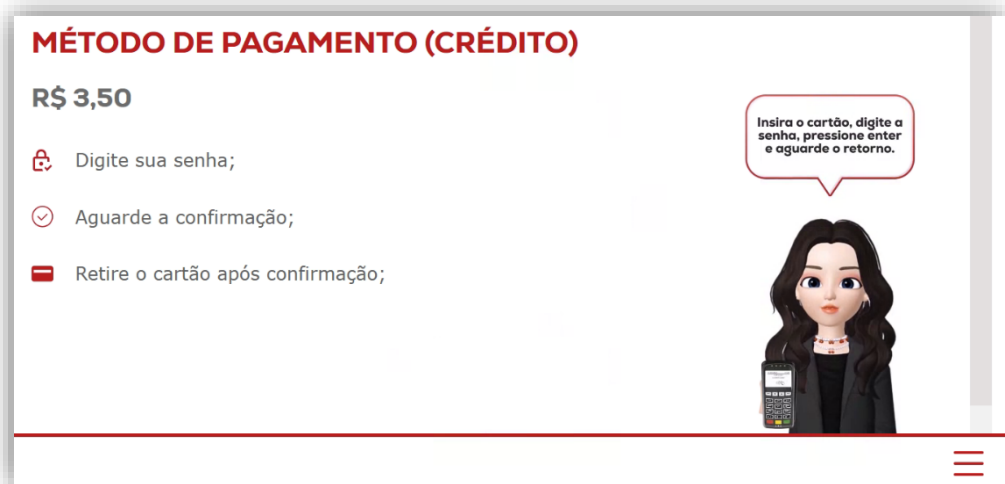 MÉTODO DE PAGAMENTO (CRÉDITO)
R$ 3,50
Digite sua senha;
Aguarde a confirmação;
Retire o cartão após confirmação;
Insira o cartão, digite a
senha, pressione enter
e aguarde o retorno.